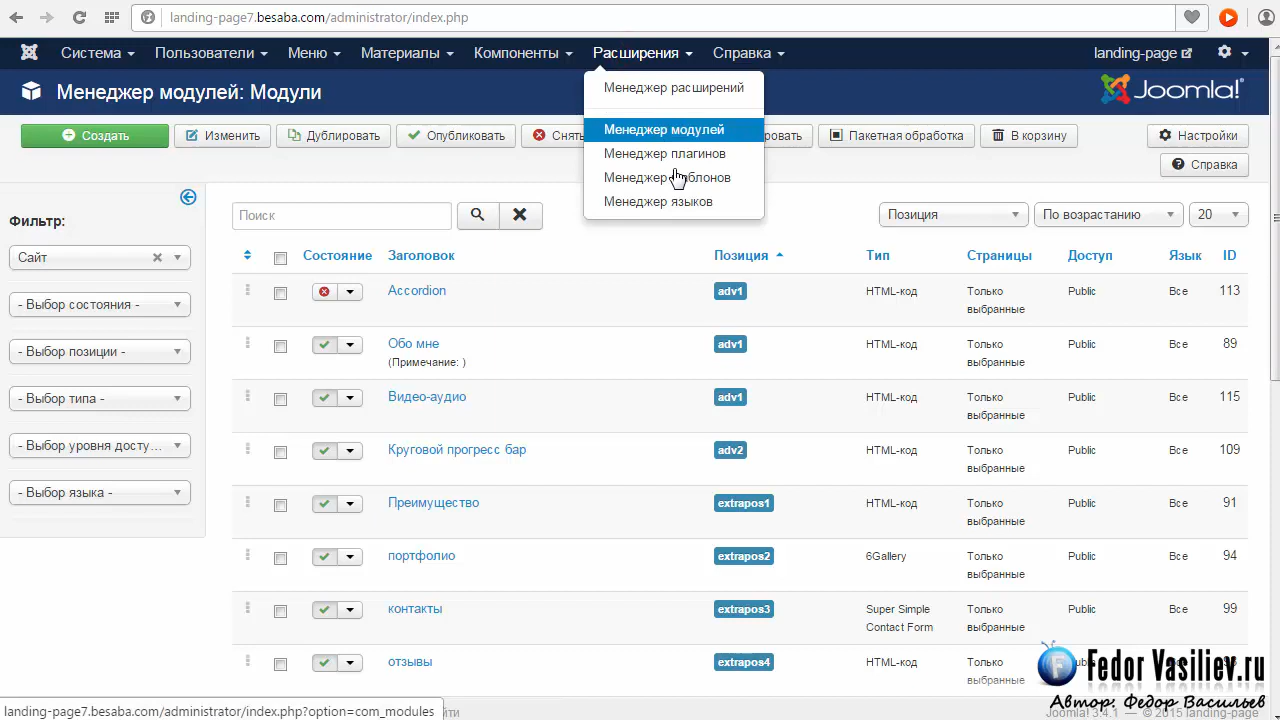 landing-page7.besaba.com/administrator/index.php
Система Пользователи Меню Материалы Компоненты Расширения Справка landing-page
Менеджер модулей: Модули
Joomla!
Менеджер расширений
Менеджер модулей
Менеджер плагинов
Менеджер
Менеджер языков
Создать Изменить Дублировать Опубликовать Пакетная обработка В корзину Настройки
Справка
Фильтр:
Сайт
- Выбор состояния -
- Выбор позиции -
- Выбор типа -
- Выбор уровня досту...
- Выбор языка -
Поиск Позиция По возрастанию 20
Состояние Заголовок Позиция Тип Страницы Доступ Язык ID
Accordion adv1 HTML-код Только выбранные Public Все 113
Обо мне adv1 HTML-код Только выбранные Public Все 89
(Примечание: )
Видео-аудио adv1 HTML-код Только выбранные Public Все 115
Круговой прогресс бар adv2 HTML-код Только выбранные Public Все 109
Преимущество extrapos1 HTML-код Только выбранные Public Все 91
портфолио extrapos2 6Gallery Только выбранные Public Все 94
контакты extrapos3 Super Simple Contact Form Только выбранные Public Все 99
отзывы extrapos4 HTML-код Только выбранные
Fedor Vasiliev.ru
Автор: Федор Васильев
landing-page7.besaba.com/administrator/index.php?option=com_modules
Joomla! 3.4.1 — © 2015 landing-page